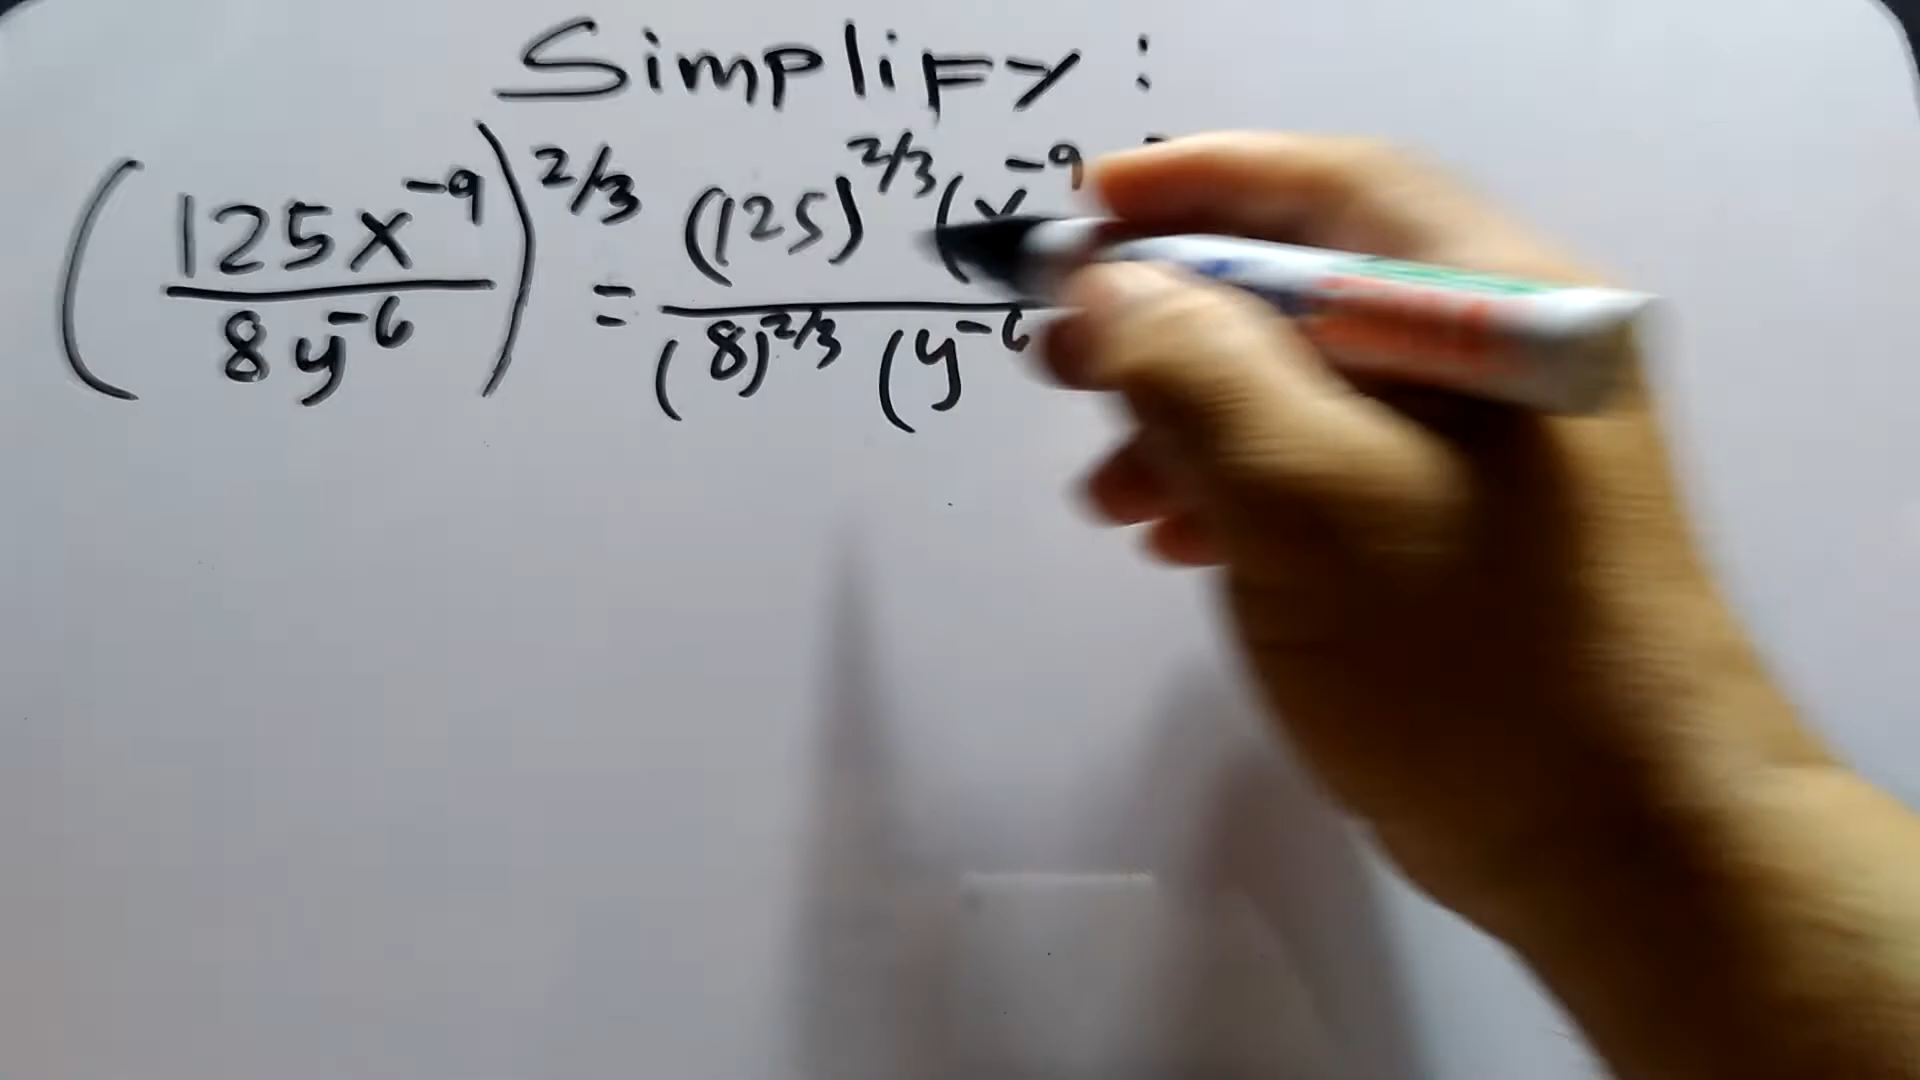 Simplify :
(125x⁻⁹/8y⁻⁶)^2/3 = (125)^2/3 (x⁻⁹ / (8)^2/3 (y⁻⁶